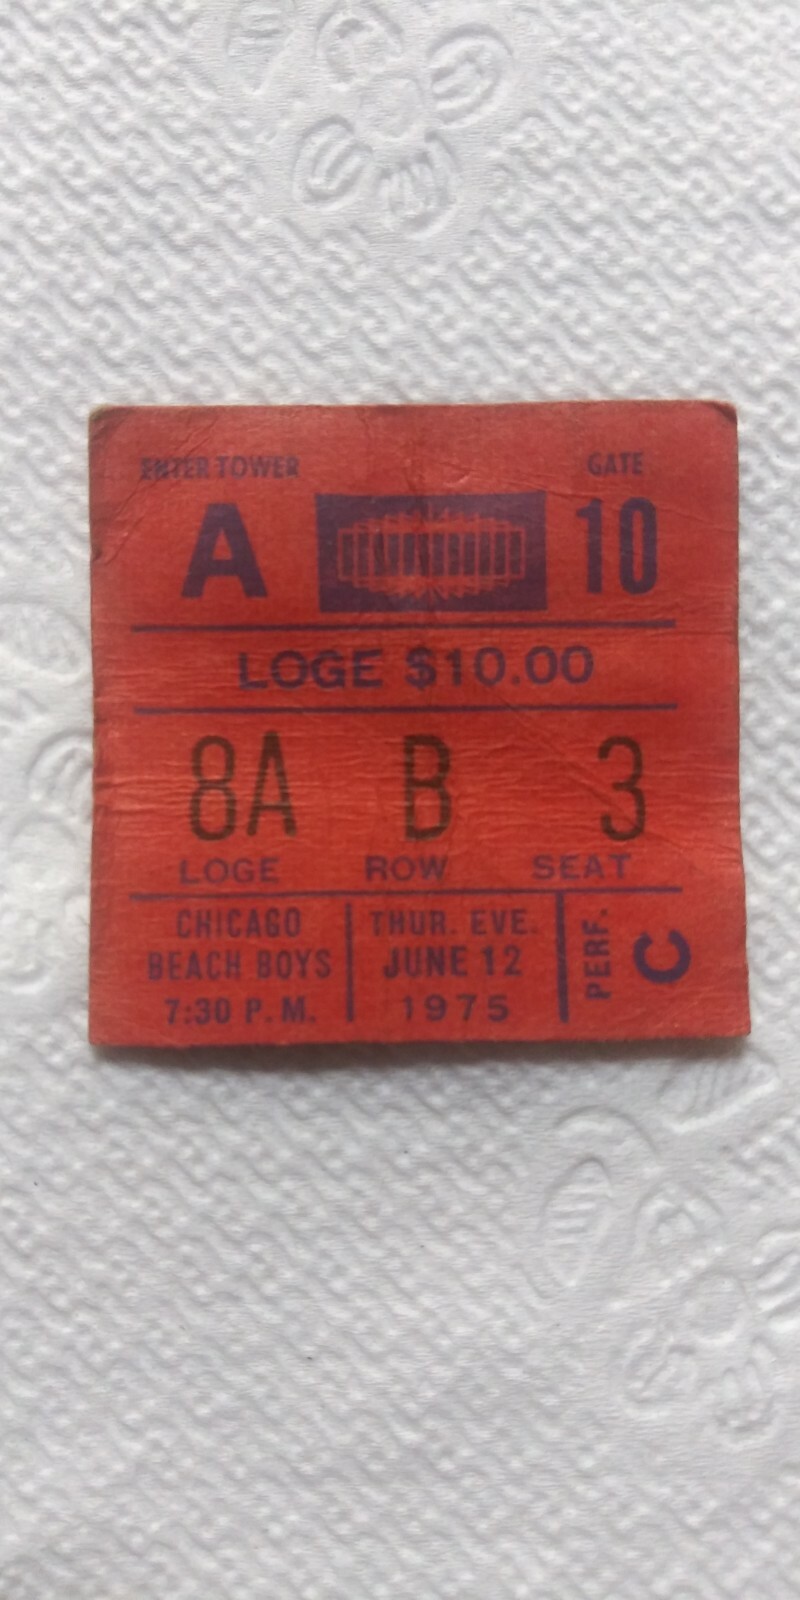 ENTER TOWER GATE
A 10
LOGE $10.00
8A B 3
LOGE ROW SEAT
CHICAGO
BEACH BOYS
7:30 P.M.
THUR. EVE.
JUNE 12
1975
PERF.
C